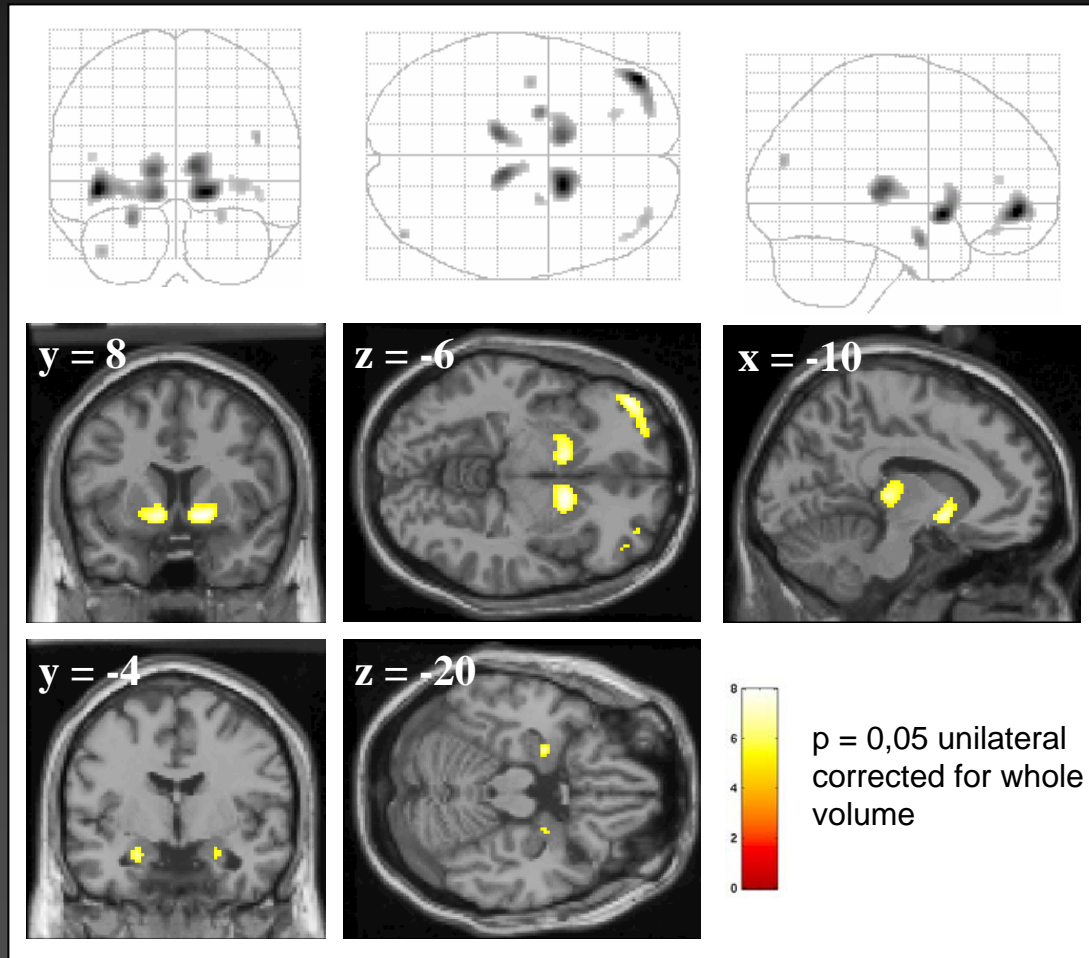 y = 8
z = -6
x = -10
y = -4
z = -20
8
6
4
2
0
p = 0,05 unilateral
corrected for whole
volume